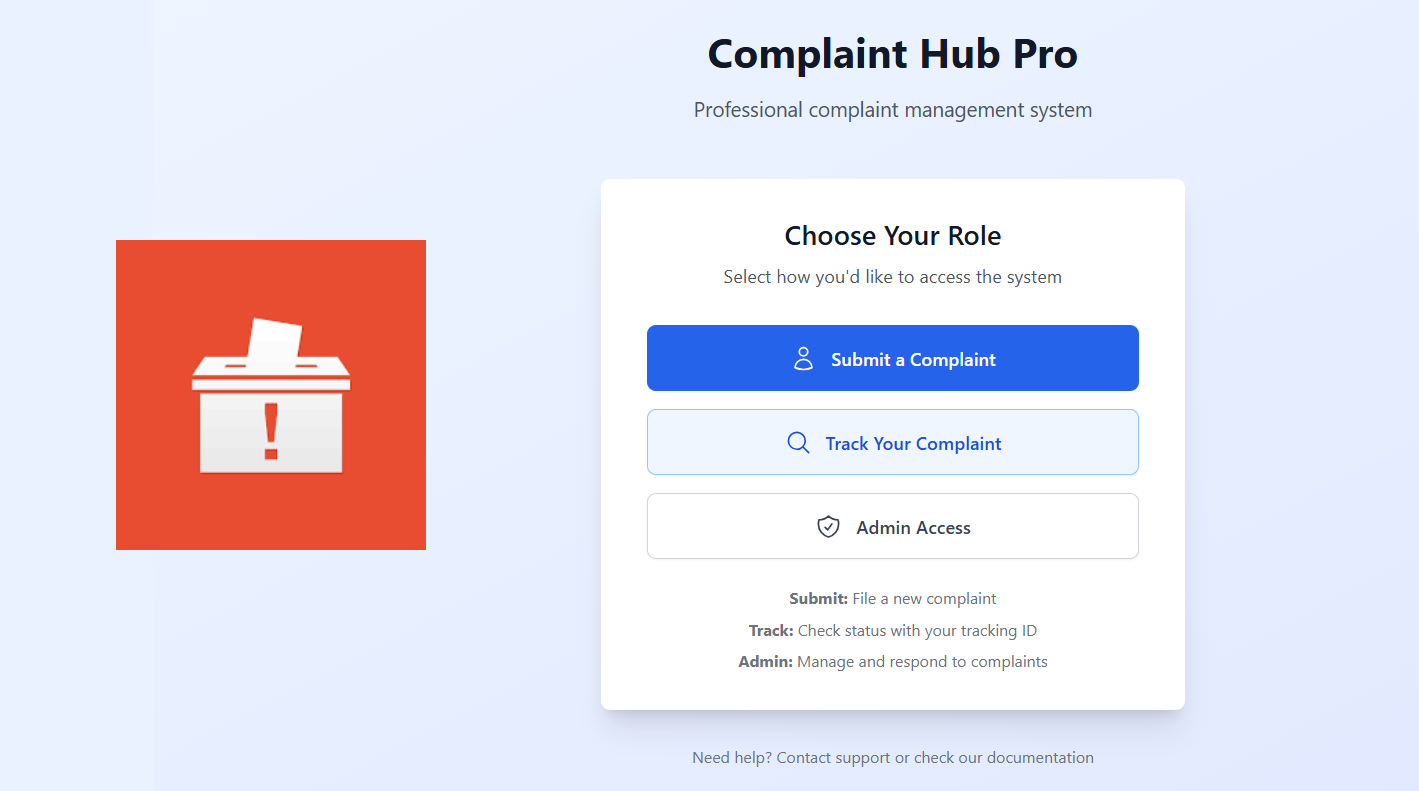 Complaint Hub Pro
Professional complaint management system
Choose Your Role
Select how you'd like to access the system
Submit a Complaint
Track Your Complaint
Admin Access
Submit: File a new complaint
Track: Check status with your tracking ID
Admin: Manage and respond to complaints
Need help? Contact support or check our documentation
!